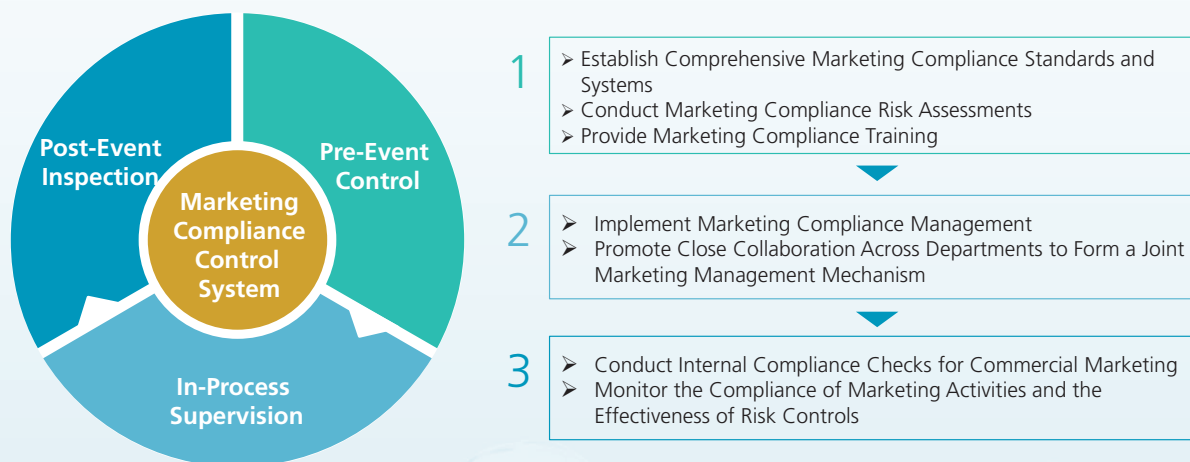 Post-Event
Inspection
Pre-Event
Control
Marketing
Compliance
Control
System
In-Process
Supervision
1
➢ Establish Comprehensive Marketing Compliance Standards and
Systems
➢ Conduct Marketing Compliance Risk Assessments
➢ Provide Marketing Compliance Training
2
➢ Implement Marketing Compliance Management
➢ Promote Close Collaboration Across Departments to Form a Joint
Marketing Management Mechanism
3
➢ Conduct Internal Compliance Checks for Commercial Marketing
➢ Monitor the Compliance of Marketing Activities and the
Effectiveness of Risk Controls